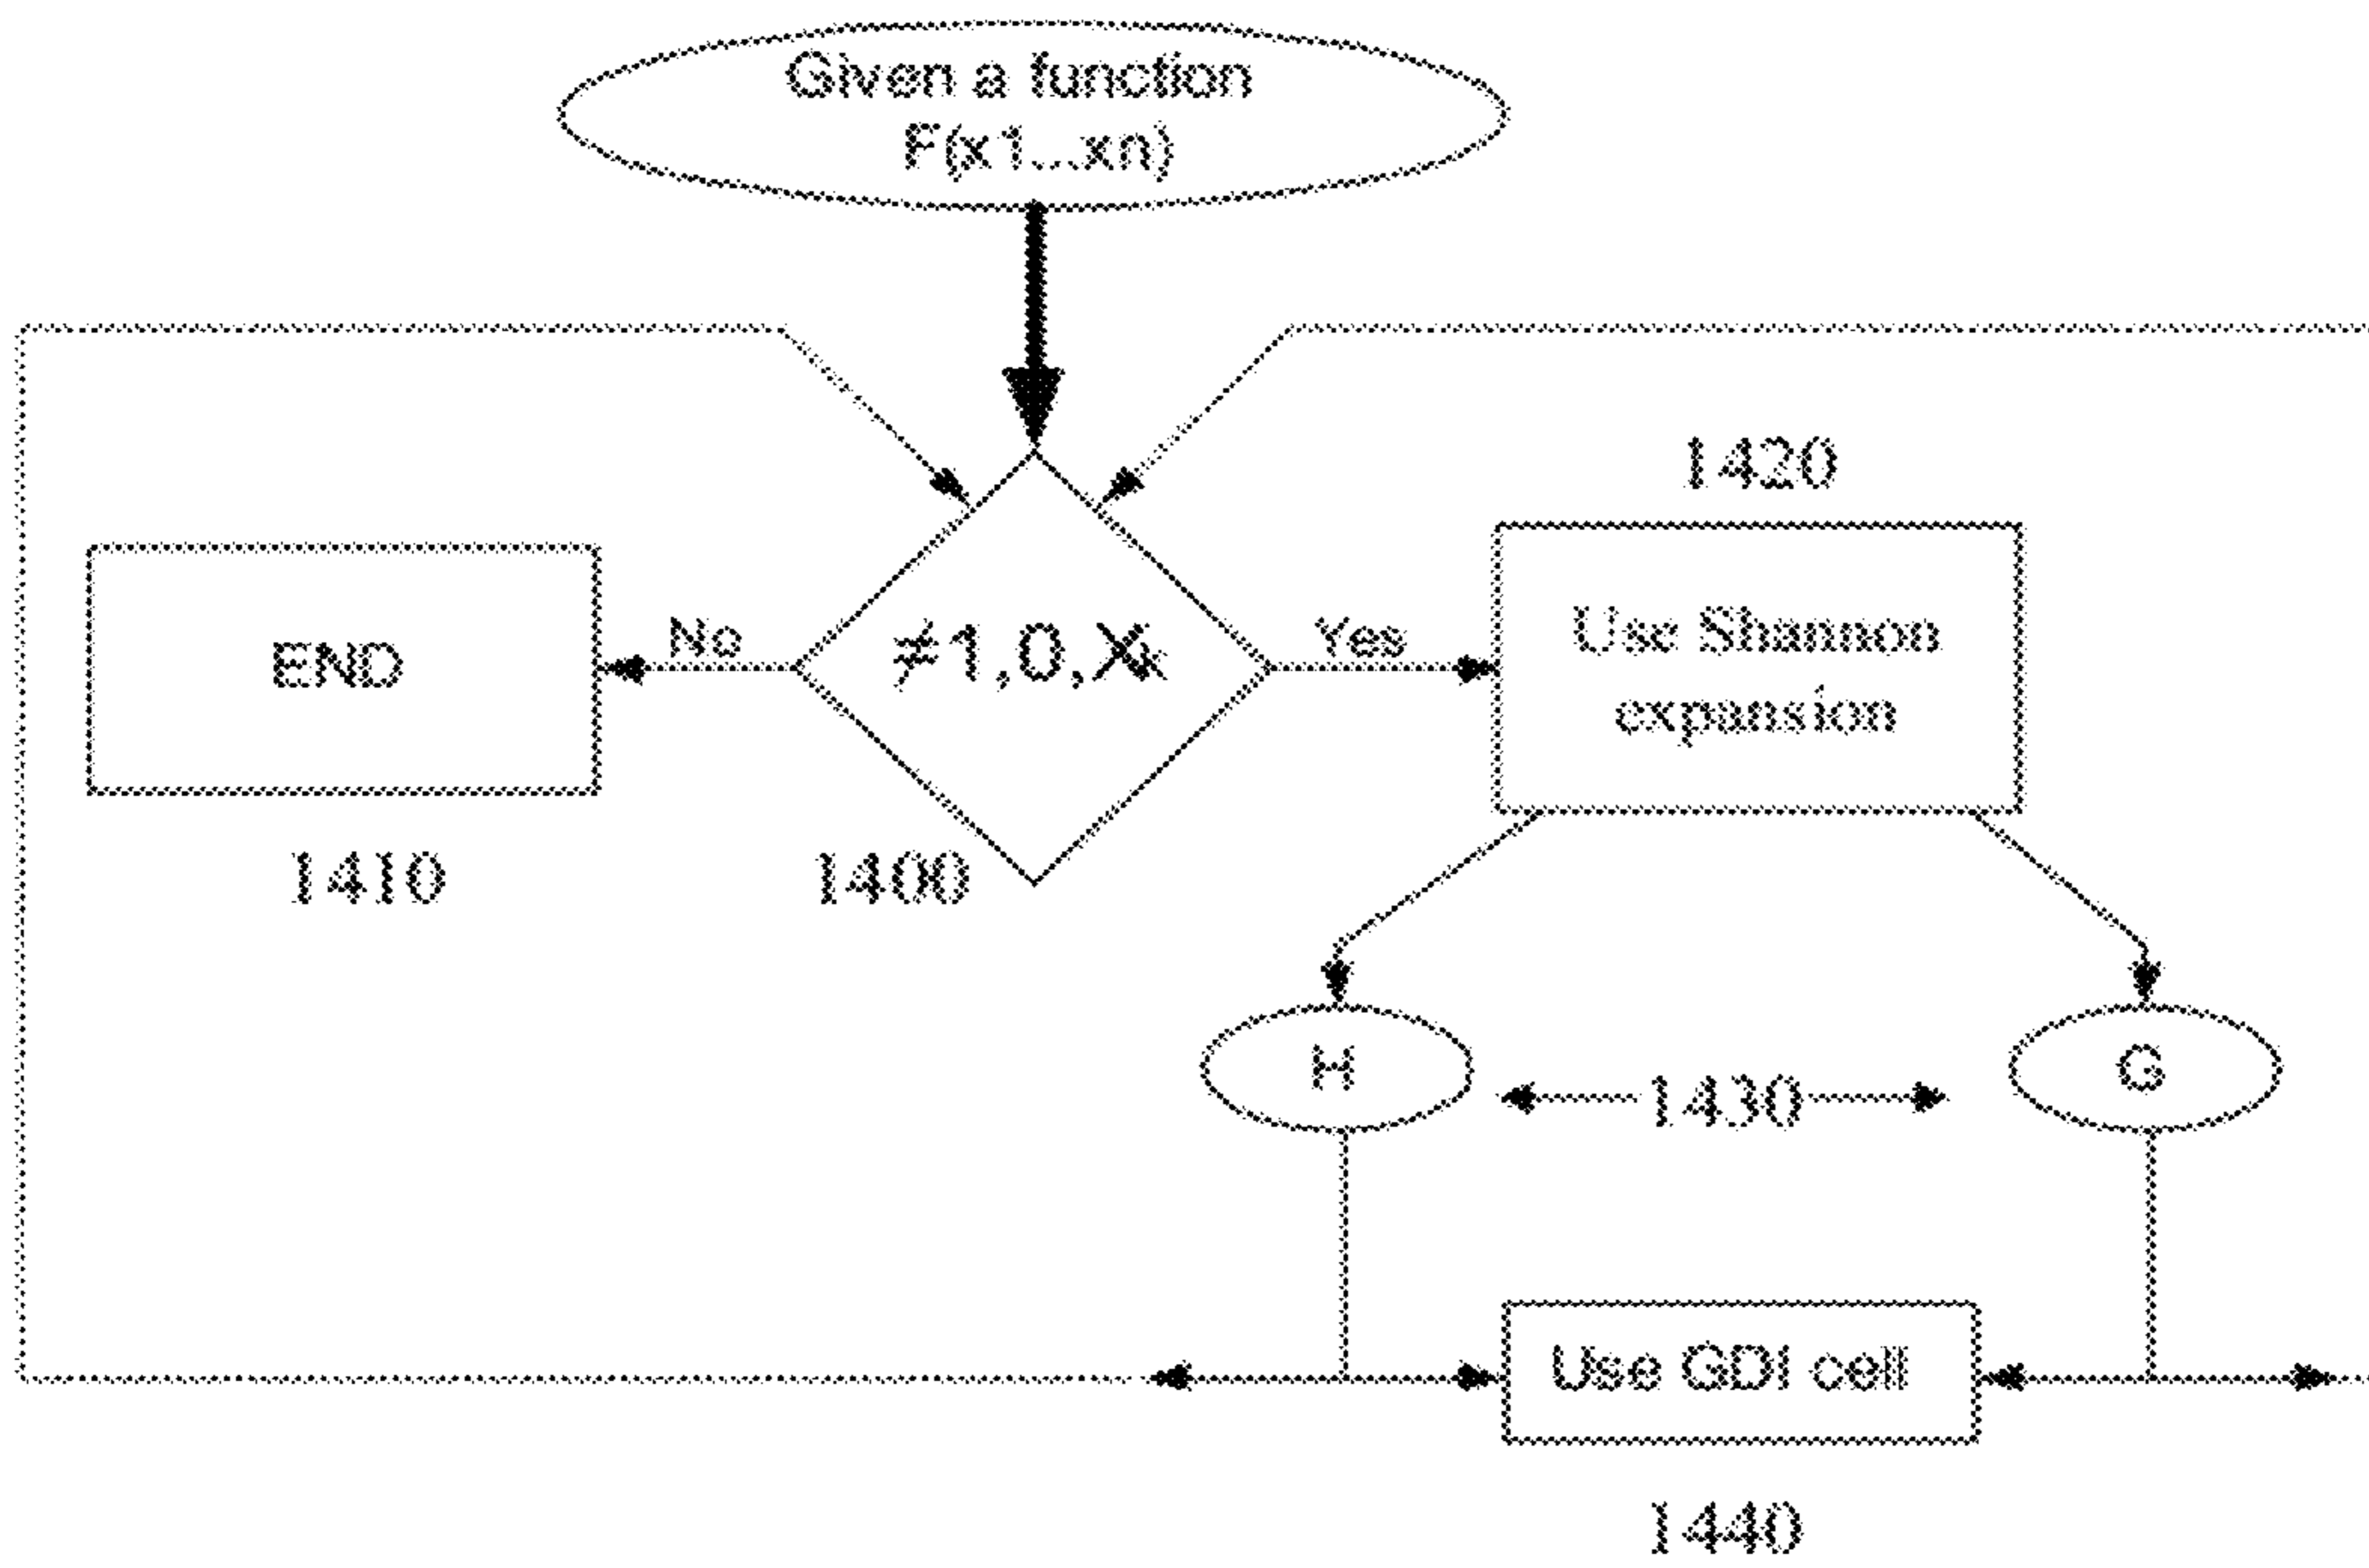 Given a function
F(x1...xn)
1420
≠1,0,Xk
No
Yes
END
Use Shannon
expansion
1410
1400
H
1430
G
Use GDI cell
1440